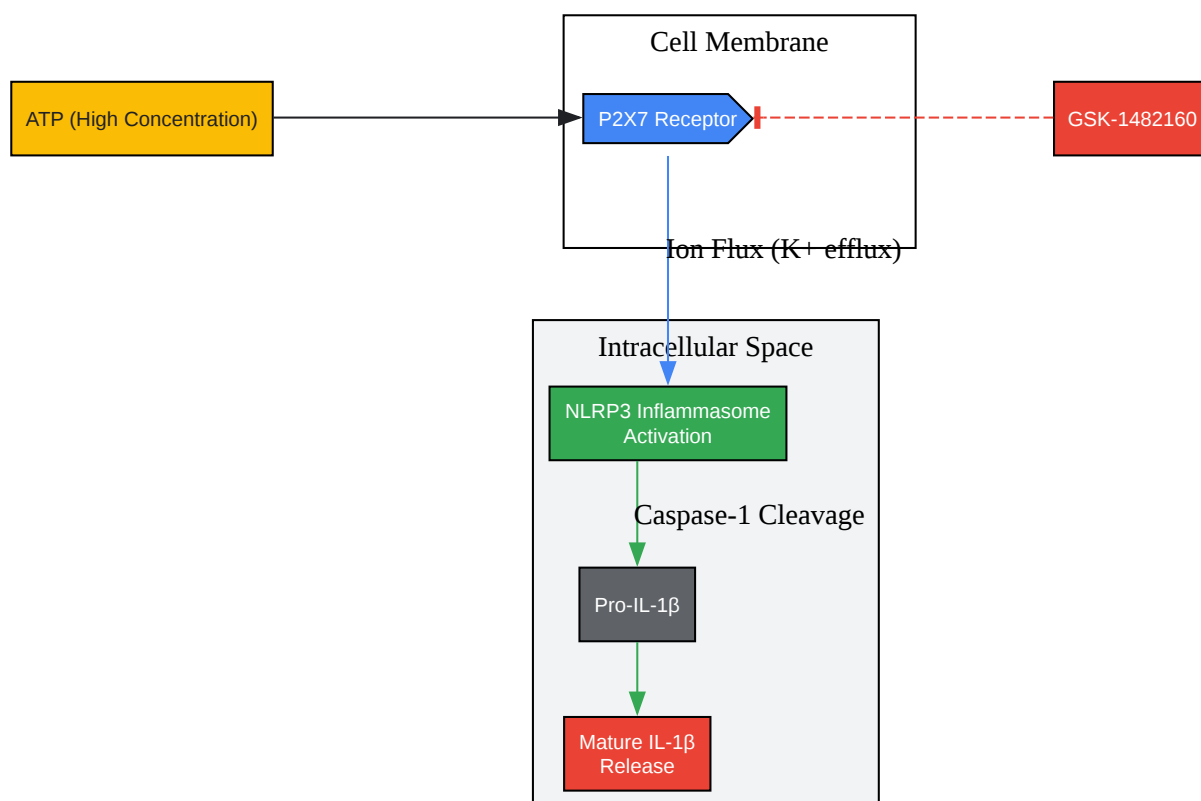 Cell Membrane
ATP (High Concentration)
P2X7 Receptor
GSK-1482160
Ion Flux (K+ efflux)
Intracellular Space
NLRP3 Inflammasome
Activation
Caspase-1 Cleavage
Pro-IL-1β
Mature IL-1β
Release